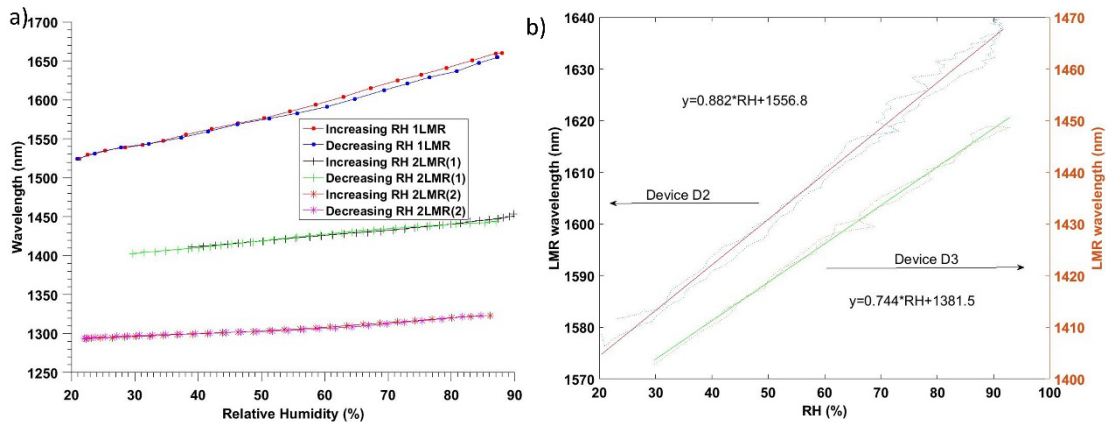 a)
1700
1650
1600
1550
1500
1450
1400
1350
1300
1250
Wavelength (nm)
Increasing RH 1LMR
Decreasing RH 1LMR
Increasing RH 2LMR(1)
Decreasing RH 2LMR(1)
Increasing RH 2LMR(2)
Decreasing RH 2LMR(2)
20 30 40 50 60 70 80 90
Relative Humidity (%)
b)
1640
1630
1620
1610
1600
1590
1580
1570
LMR wavelength (nm)
y=0.882*RH+1556.8
Device D2
Device D3
y=0.744*RH+1381.5
1470
1460
1450
1440
1430
1420
1410
1400
LMR wavelength (nm)
20 30 40 50 60 70 80 90 100
RH (%)